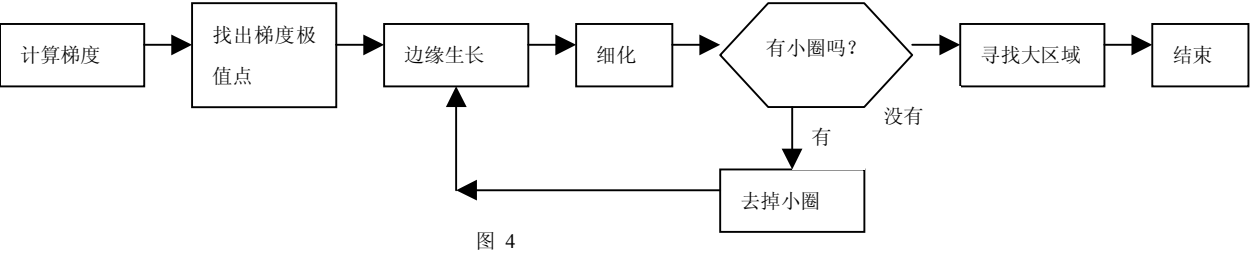 计算梯度
找出梯度极
值点
边缘生长
细化
有小圈吗?
寻找大区域
结束
没有
有
去掉小圈
图 4